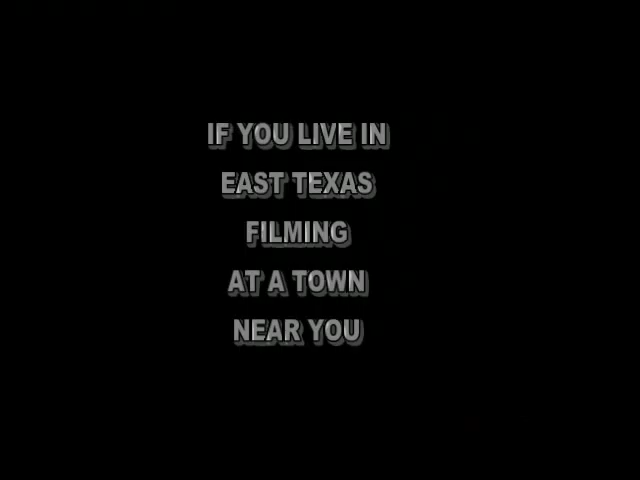 IF YOU LIVE IN
EAST TEXAS
FILMING
AT A TOWN
NEAR YOU